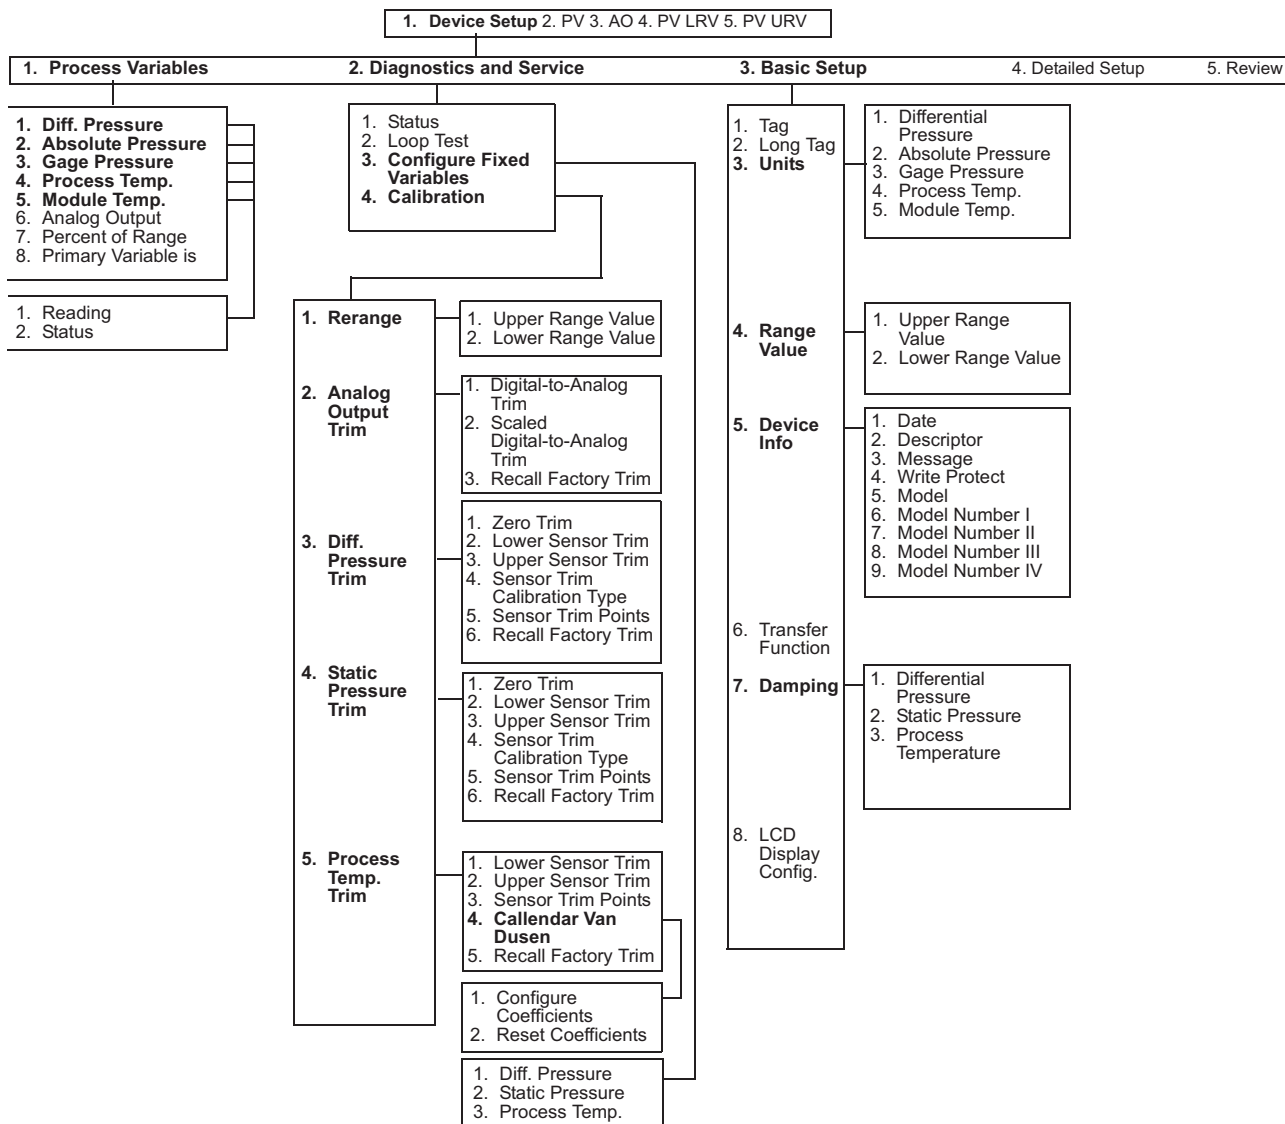 1. Device Setup 2. PV 3. AO 4. PV LRV 5. PV URV
1. Process Variables
2. Diagnostics and Service
3. Basic Setup
4. Detailed Setup
5. Review
1. Diff. Pressure
2. Absolute Pressure
3. Gage Pressure
4. Process Temp.
5. Module Temp.
6. Analog Output
7. Percent of Range
8. Primary Variable is
1. Reading
2. Status
1. Status
2. Loop Test
3. Configure Fixed
Variables
4. Calibration
1. Rerange
1. Upper Range Value
2. Lower Range Value
2. Analog
Output
Trim
1. Digital-to-Analog
Trim
2. Scaled
Digital-to-Analog
Trim
3. Recall Factory Trim
3. Diff.
Pressure
Trim
1. Zero Trim
2. Lower Sensor Trim
3. Upper Sensor Trim
4. Sensor Trim
Calibration Type
5. Sensor Trim Points
6. Recall Factory Trim
4. Static
Pressure
Trim
1. Zero Trim
2. Lower Sensor Trim
3. Upper Sensor Trim
4. Sensor Trim
Calibration Type
5. Sensor Trim Points
6. Recall Factory Trim
5. Process
Temp.
Trim
1. Lower Sensor Trim
2. Upper Sensor Trim
3. Sensor Trim Points
4. Callendar Van
Dusen
5. Recall Factory Trim
1. Configure
Coefficients
2. Reset Coefficients
1. Diff. Pressure
2. Static Pressure
3. Process Temp.
1. Tag
2. Long Tag
3. Units
1. Differential
Pressure
2. Absolute Pressure
3. Gage Pressure
4. Process Temp.
5. Module Temp.
4. Range
Value
1. Upper Range
Value
2. Lower Range Value
5. Device
Info
1. Date
2. Descriptor
3. Message
4. Write Protect
5. Model
6. Model Number I
7. Model Number II
8. Model Number III
9. Model Number IV
6. Transfer
Function
7. Damping
1. Differential
Pressure
2. Static Pressure
3. Process
Temperature
8. LCD
Display
Config.